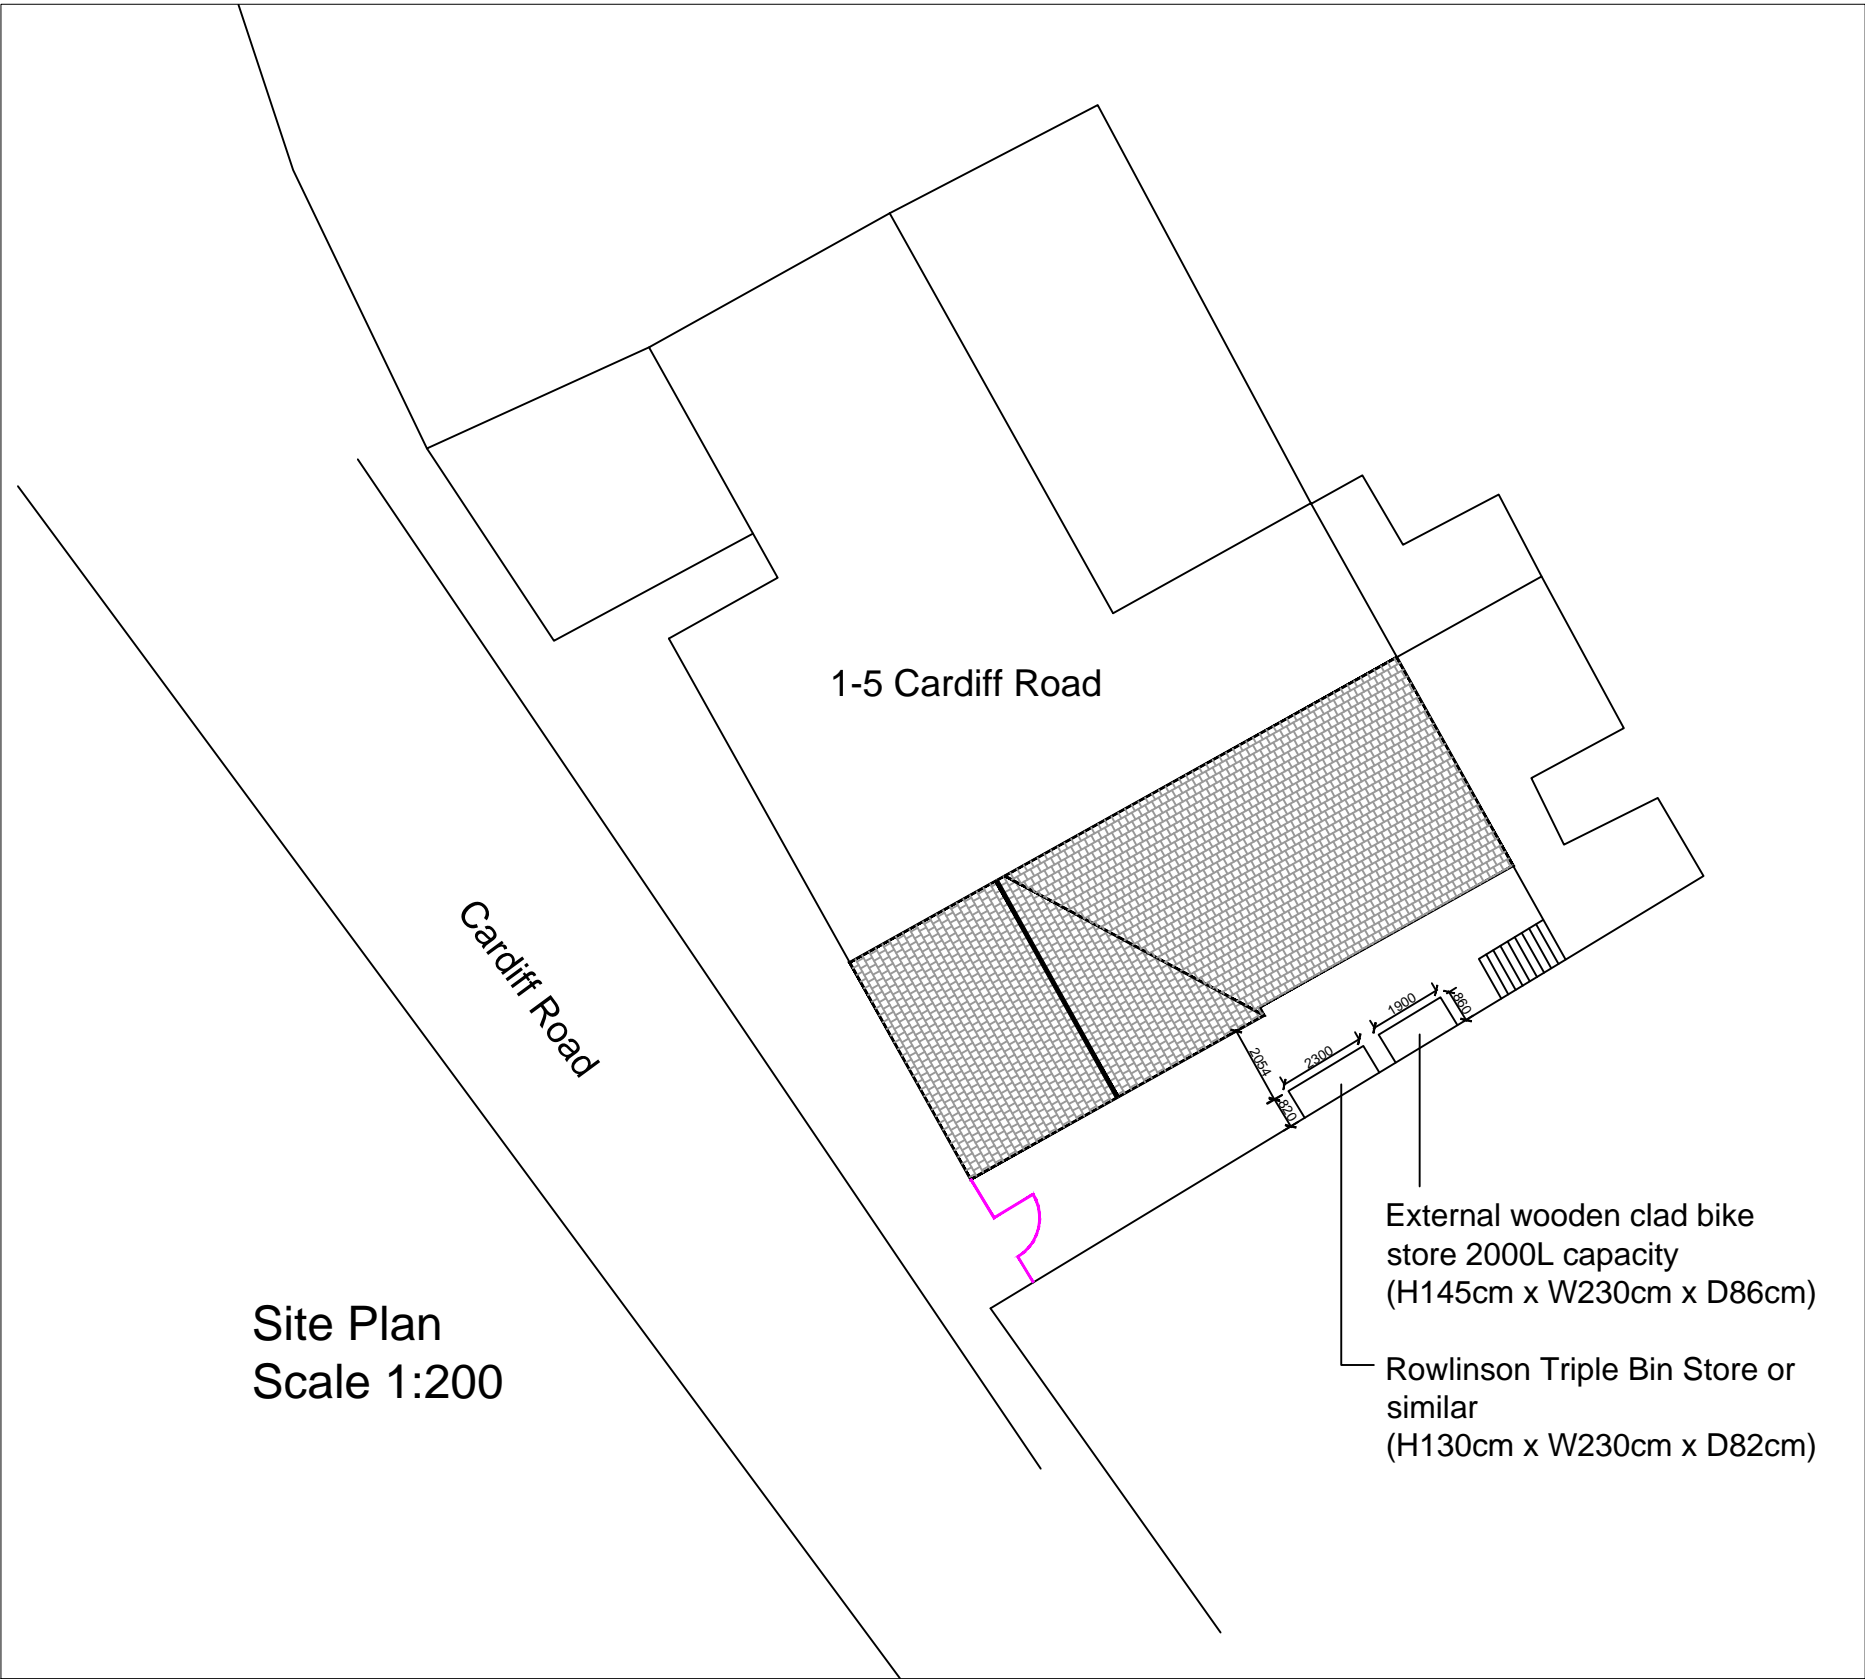 1-5 Cardiff Road
Cardiff Road
1900
860
2300
2054
820
External wooden clad bike
store 2000L capacity
(H145cm x W230cm x D86cm)
Site Plan
Scale 1:200
Rowlinson Triple Bin Store or
similar
(H130cm x W230cm x D82cm)